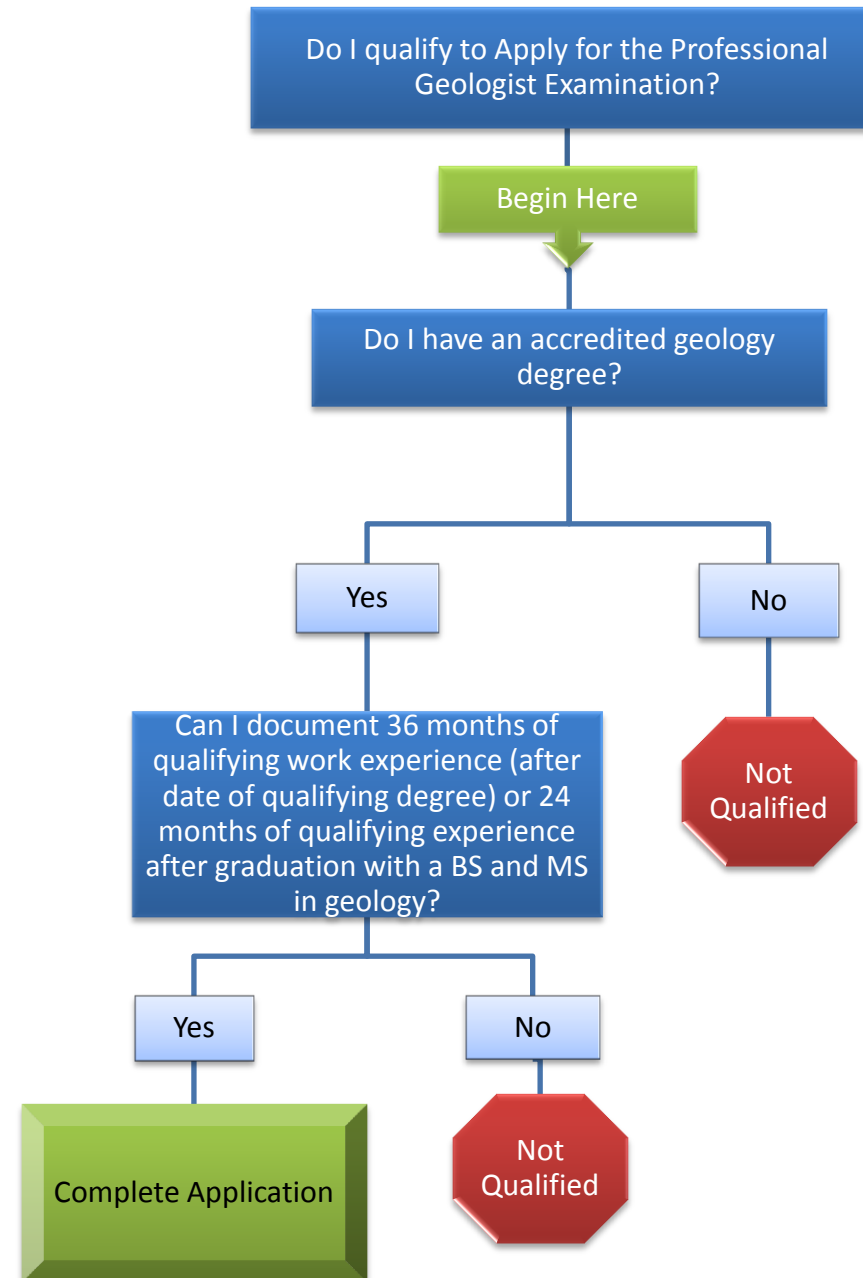 Do I qualify to Apply for the Professional
Geologist Examination?
Begin Here
Do I have an accredited geology
degree?
Yes
No
Can I document 36 months of
qualifying work experience (after
date of qualifying degree) or 24
months of qualifying experience
after graduation with a BS and MS
in geology?
Not
Qualified
Yes
No
Complete Application
Not
Qualified